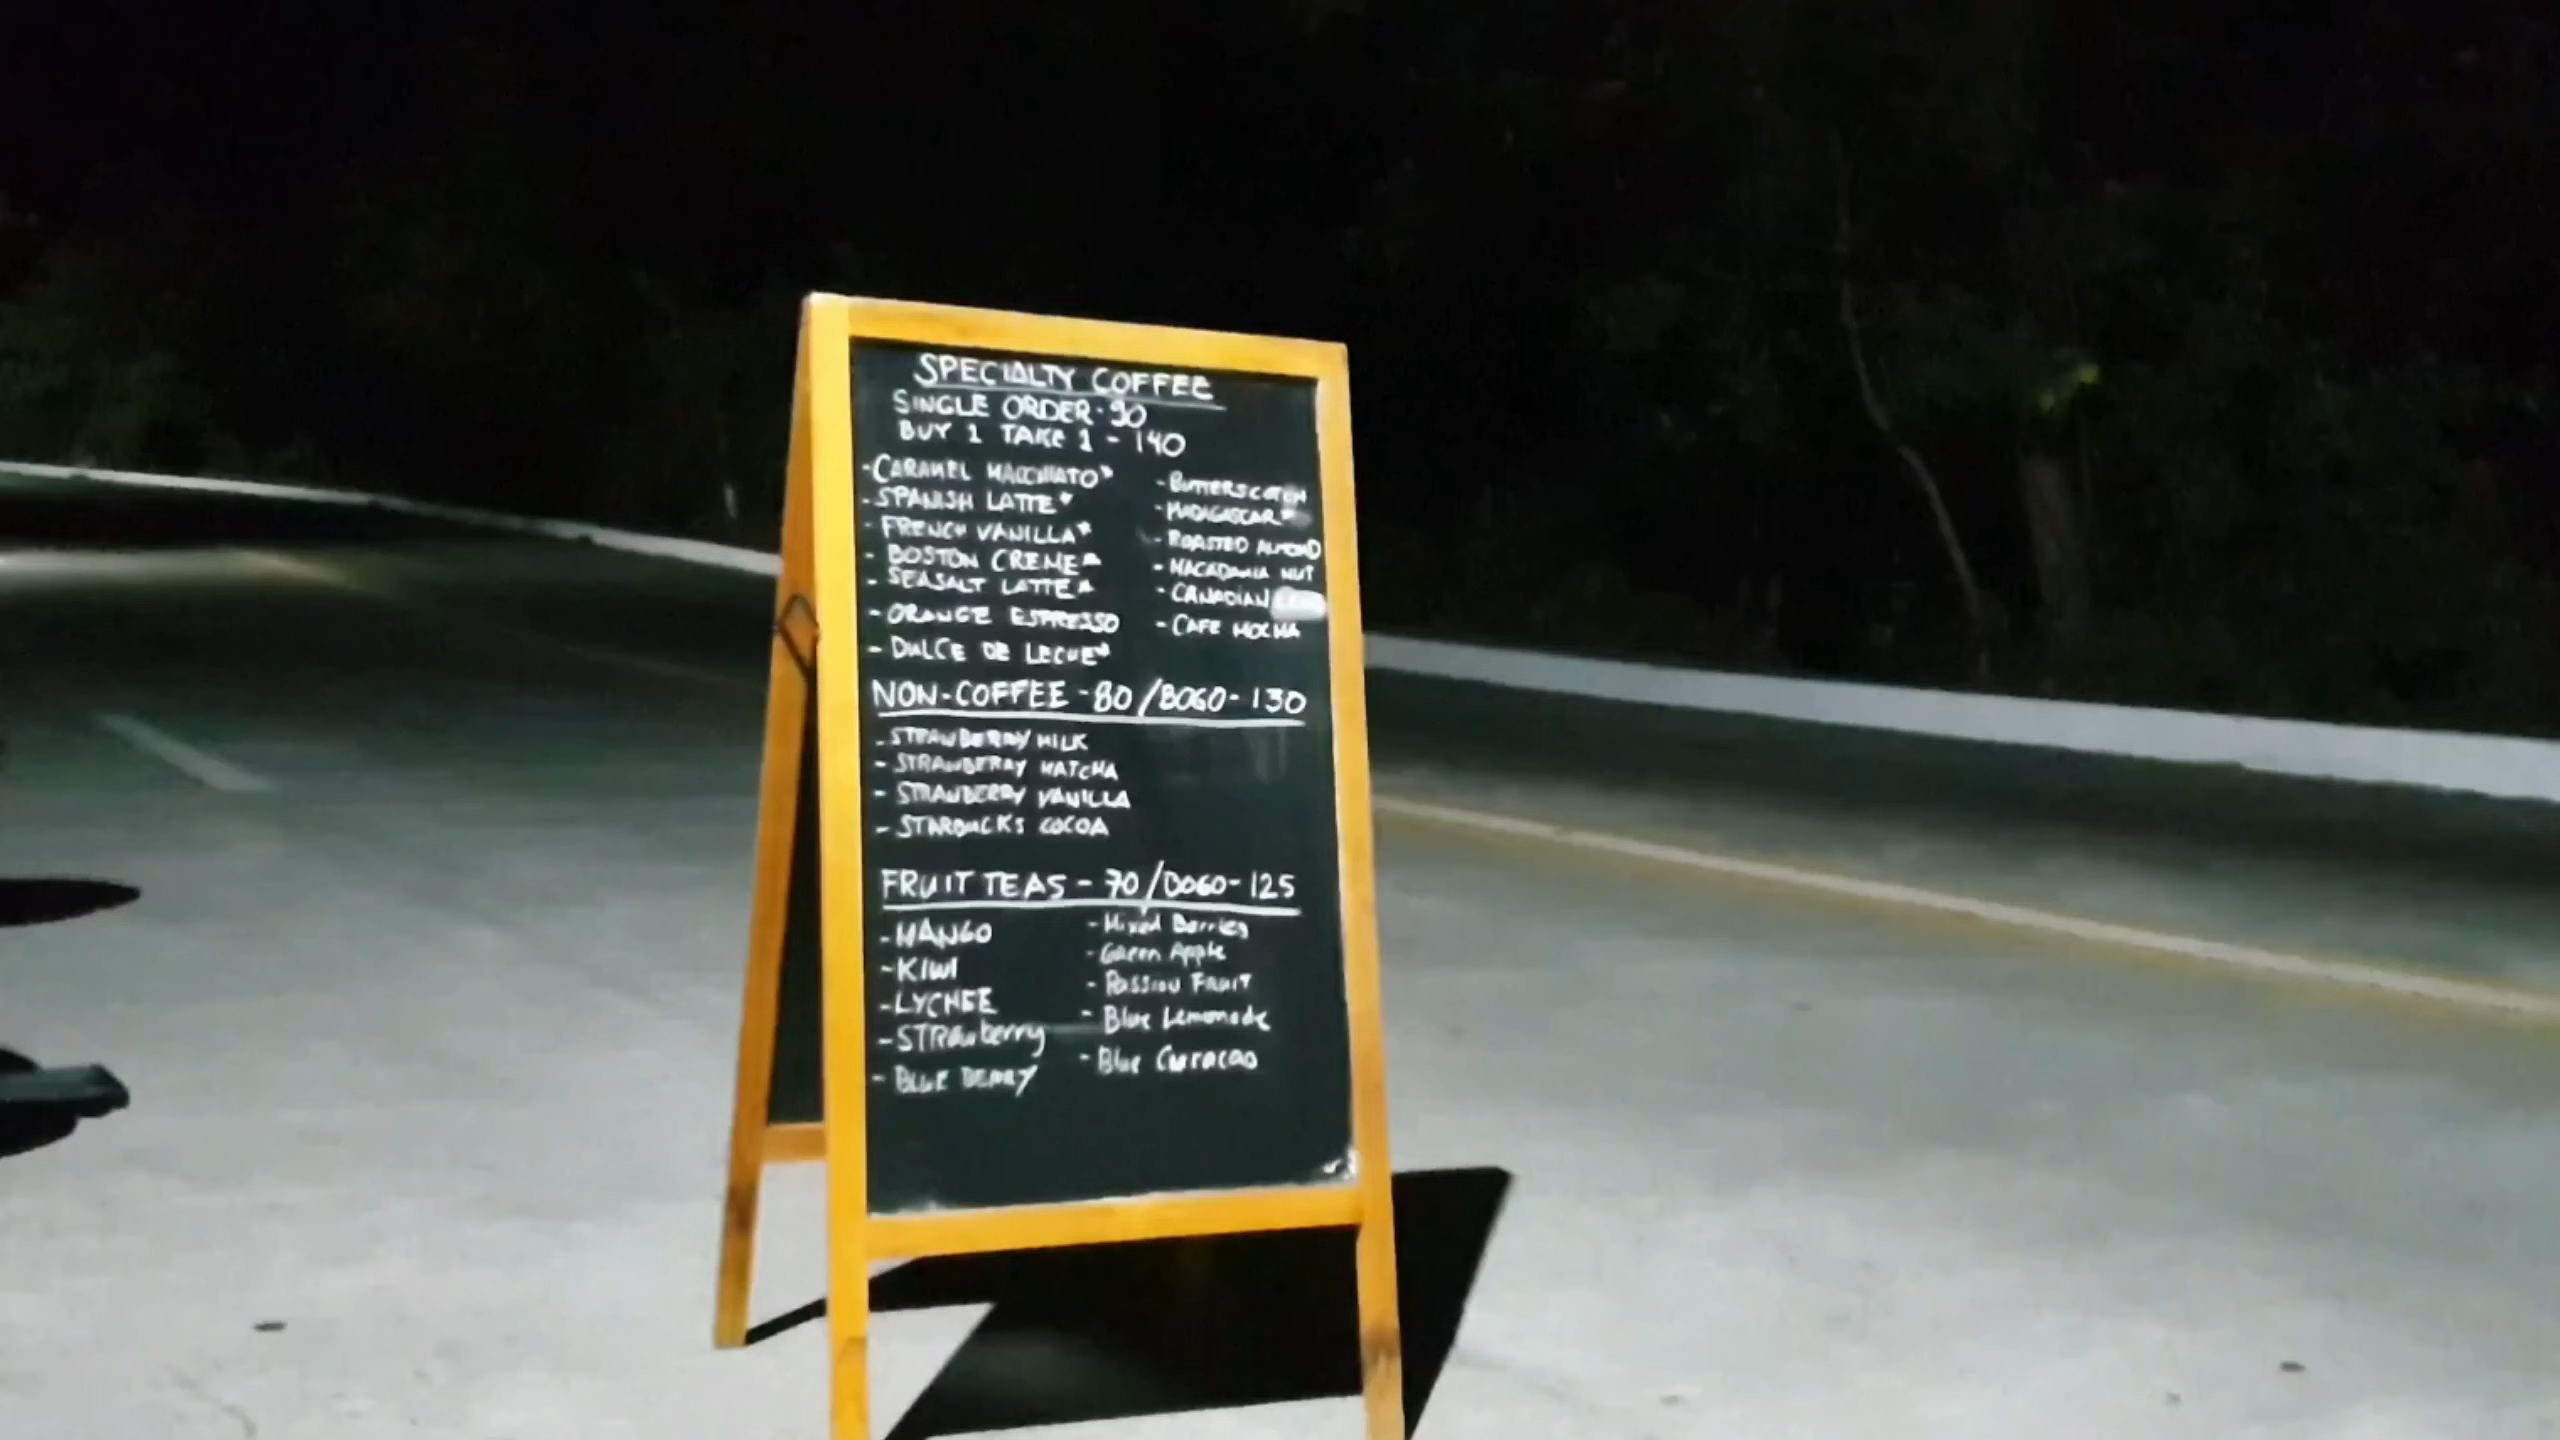 SPECIALTY COFFEE
SINGLE ORDER - 90
BUY 1 TAKE 1 - 140
- CARAMEL MACCHIATO*
- SPANISH LATTE*
- FRENCH VANILLA*
- BOSTON CREME*
- SEASALT LATTE*
- ORANGE ESPRESSO
- DULCE DE LECHE*
- BUTTERSCOTCH
- MADAGASCAR*
- ROASTED ALMOND
- MACADAMIA NUT
- CANADIAN
- CAFE MOCHA
NON-COFFEE - 80 / BOGO - 130
- STRAWBERRY MILK
- STRAWBERRY MATCHA
- STRAWBERRY VANILLA
- STARBUCKS COCOA
FRUIT TEAS - 70 / BOGO - 125
- MANGO
- KIWI
- LYCHEE
- STRawberry
- BLUE BERRY
- Mixed Berries
- Green Apple
- Passion Fruit
- Blue Lemonade
- Blue Curacao